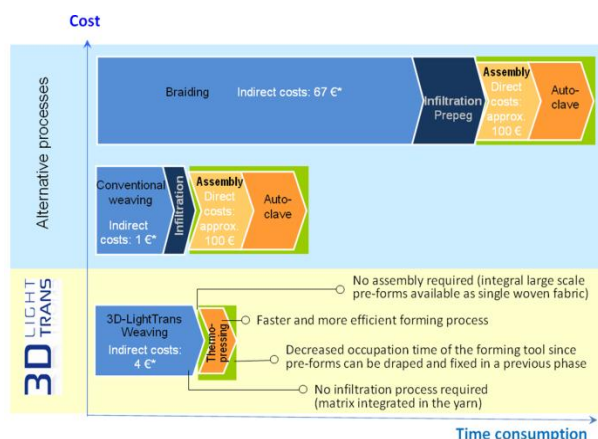 Cost
Alternative processes
Braiding
Indirect costs: 67 €*
Infiltration
Prepeg
Assembly
Direct
costs:
approx.
100 €
Auto-
clave
Conventional
weaving
Indirect
costs: 1 €*
Infiltration
Assembly
Direct
costs:
approx.
100 €
Auto-
clave
3D LIGHT
TRANS
3D-LightTrans
Weaving
Indirect costs:
4 €*
Thermo-
pressing
No assembly required (integral large scale
pre-forms available as single woven fabric)
Faster and more efficient forming process
Decreased occupation time of the forming tool since
pre-forms can be draped and fixed in a previous phase
No infiltration process required
(matrix integrated in the yarn)
Time consumption